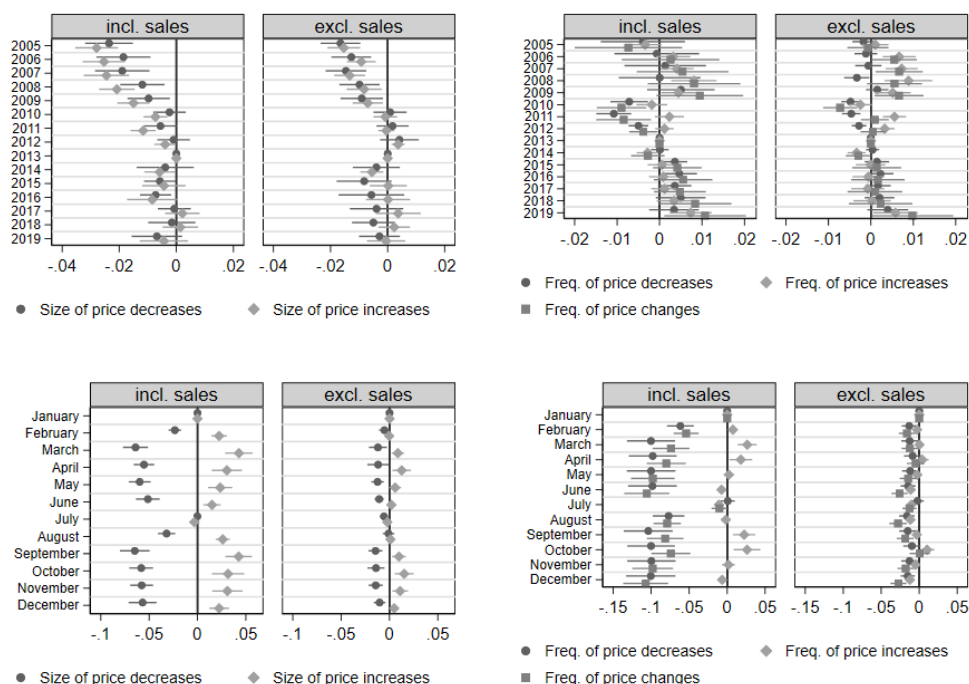 incl. sales
excl. sales
2005
2006
2007
2008
2009
2010
2011
2012
2013
2014
2015
2016
2017
2018
2019
-.04 -.02 0 .02
-.04 -.02 0 .02
Size of price decreases
Size of price increases
incl. sales
excl. sales
2005
2006
2007
2008
2009
2010
2011
2012
2013
2014
2015
2016
2017
2018
2019
-.02 -.01 0 .01 .02
-.02 -.01 0 .01 .02
Freq. of price decreases
Freq. of price increases
Freq. of price changes
incl. sales
excl. sales
January
February
March
April
May
June
July
August
September
October
November
December
-.1 -.05 0 .05
-.1 -.05 0 .05
Size of price decreases
Size of price increases
incl. sales
excl. sales
January
February
March
April
May
June
July
August
September
October
November
December
-.15 -.1 -.05 0 .05
-.15 -.1 -.05 0 .05
Freq. of price decreases
Freq. of price increases
Freq. of price changes